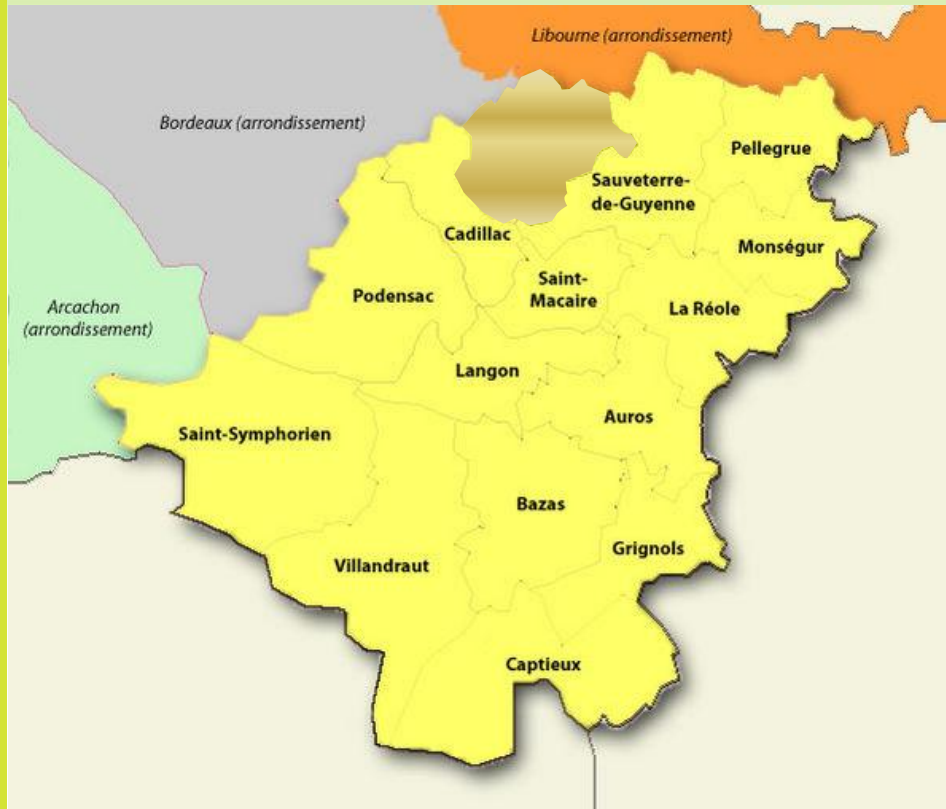 Libourne (arrondissement)
Bordeaux (arrondissement)
Pellegrue
Sauveterre-
de-Guyenne
Cadillac
Monségur
Saint-
Macaire
Podensac
Arcachon
(arrondissement)
La Réole
Langon
Auros
Saint-Symphorien
Bazas
Grignols
Villandraut
Captieux